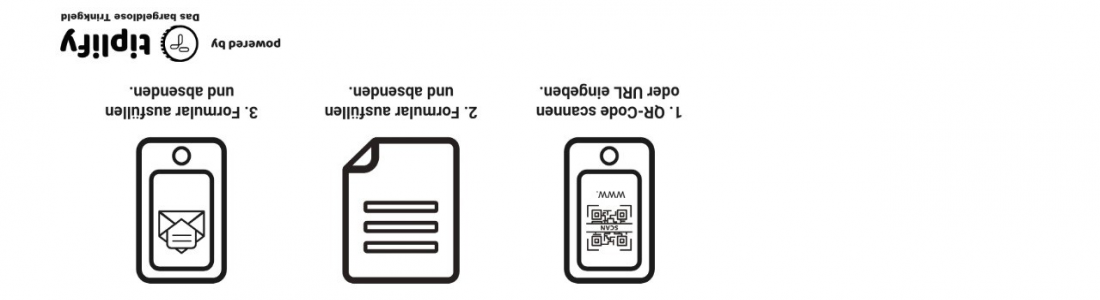 SCAN
www.
1. QR-Code scannen
oder URL eingeben.
2. Formular ausfüllen
und absenden.
3. Formular ausfüllen
und absenden.
powered by
tiplify
Das bargeldlose Trinkgeld